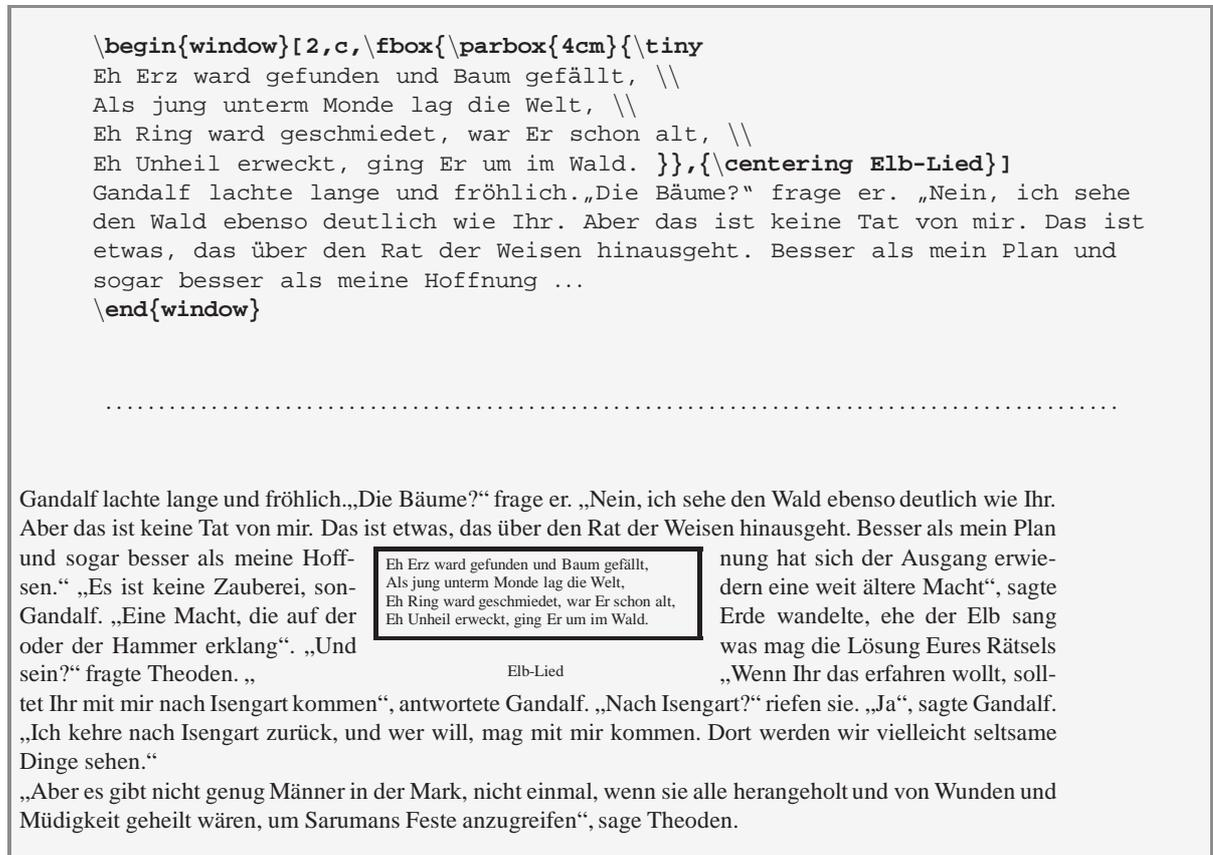 \begin{window}[2,c,\fbox{\parbox{4cm}{\tiny
Eh Erz ward gefunden und Baum gefällt, \\
Als jung unterm Monde lag die Welt, \\
Eh Ring ward geschmiedet, war Er schon alt, \\
Eh Unheil erweckt, ging Er um im Wald. }},{\centering Elb-Lied}]
Gandalf lachte lange und fröhlich.„Die Bäume?“ frage er. „Nein, ich sehe
den Wald ebenso deutlich wie Ihr. Aber das ist keine Tat von mir. Das ist
etwas, das über den Rat der Weisen hinausgeht. Besser als mein Plan und
sogar besser als meine Hoffnung ...
\end{window}
Gandalf lachte lange und fröhlich.„Die Bäume?“ frage er. „Nein, ich sehe den Wald ebenso deutlich wie Ihr.
Aber das ist keine Tat von mir. Das ist etwas, das über den Rat der Weisen hinausgeht. Besser als mein Plan
und sogar besser als meine Hoff- nung hat sich der Ausgang erwie-
sen.“ „Es ist keine Zauberei, son- dern eine weit ältere Macht“, sagte
Gandalf. „Eine Macht, die auf der Erde wandelte, ehe der Elb sang
oder der Hammer erklang“. „Und was mag die Lösung Eures Rätsels
sein?“ fragte Theoden. „ „Wenn Ihr das erfahren wollt, soll-
Eh Erz ward gefunden und Baum gefällt,
Als jung unterm Monde lag die Welt,
Eh Ring ward geschmiedet, war Er schon alt,
Eh Unheil erweckt, ging Er um im Wald.
Elb-Lied
tet Ihr mit mir nach Isengart kommen“, antwortete Gandalf. „Nach Isengart?“ riefen sie. „Ja“, sagte Gandalf.
„Ich kehre nach Isengart zurück, und wer will, mag mit mir kommen. Dort werden wir vielleicht seltsame
Dinge sehen.“
„Aber es gibt nicht genug Männer in der Mark, nicht einmal, wenn sie alle herangeholt und von Wunden und
Müdigkeit geheilt wären, um Sarumans Feste anzugreifen“, sage Theoden.